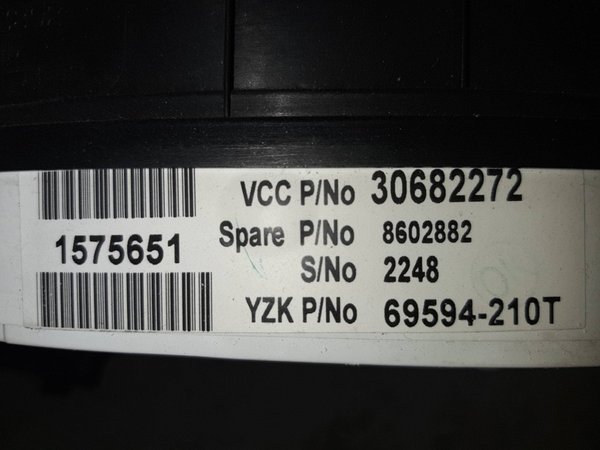 1575651
VCC P/No 30682272
Spare P/No 8602882
S/No 2248
YZK P/No 69594-210T